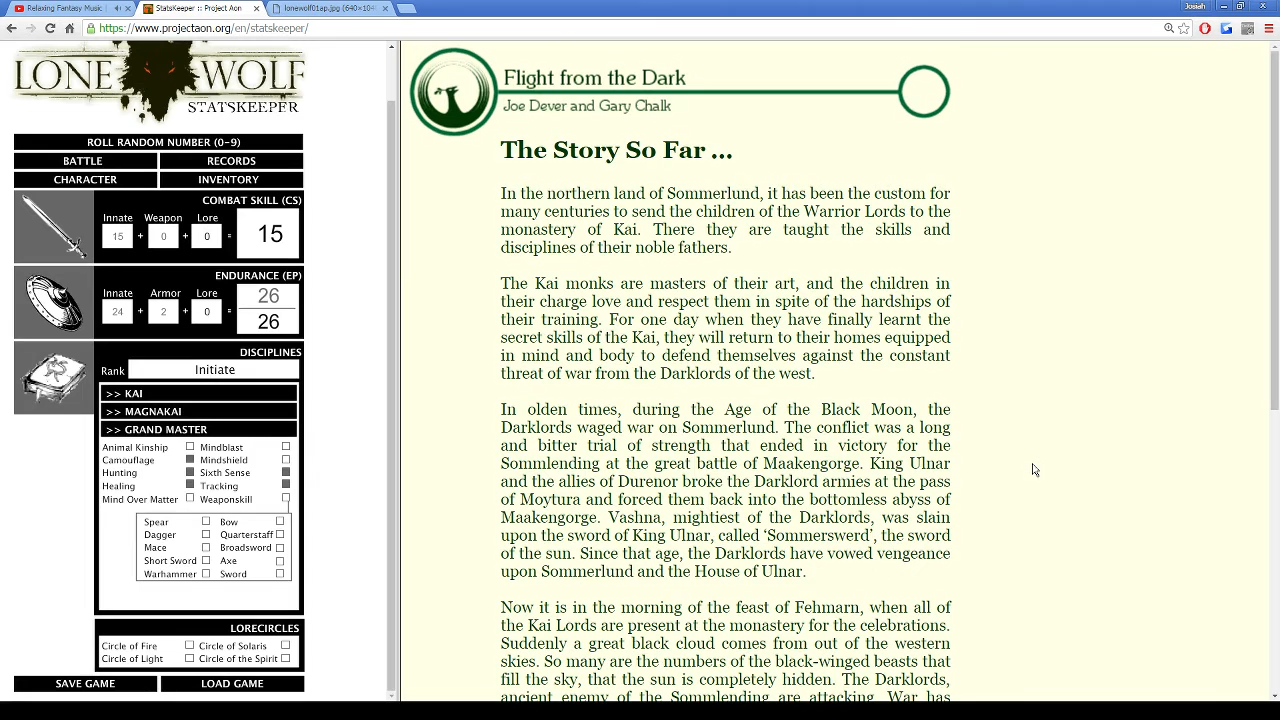 Relaxing Fantasy Music
StatsKeeper :: Project Aon
lonewolf01ap.jpg (640×104
Josiah
https://www.projectaon.org/en/statskeeper/
LONE WOLF
STATSKEEPER
ROLL RANDOM NUMBER (0-9)
BATTLE
RECORDS
CHARACTER
INVENTORY
COMBAT SKILL (CS)
Innate Weapon Lore
15 + 0 + 0 = 15
ENDURANCE (EP)
Innate Armor Lore
26
24 + 2 + 0 =
26
DISCIPLINES
Rank Initiate
>> KAI
>> MAGNAKAI
>> GRAND MASTER
Animal Kinship Mindblast
Camouflage Mindshield
Hunting Sixth Sense
Healing Tracking
Mind Over Matter Weaponskill
Spear Bow
Dagger Quarterstaff
Mace Broadsword
Short Sword Axe
Warhammer Sword
LORECIRCLES
Circle of Fire Circle of Solaris
Circle of Light Circle of the Spirit
SAVE GAME
LOAD GAME
Flight from the Dark
Joe Dever and Gary Chalk
The Story So Far ...
In the northern land of Sommerlund, it has been the custom for
many centuries to send the children of the Warrior Lords to the
monastery of Kai. There they are taught the skills and
disciplines of their noble fathers.
The Kai monks are masters of their art, and the children in
their charge love and respect them in spite of the hardships of
their training. For one day when they have finally learnt the
secret skills of the Kai, they will return to their homes equipped
in mind and body to defend themselves against the constant
threat of war from the Darklords of the west.
In olden times, during the Age of the Black Moon, the
Darklords waged war on Sommerlund. The conflict was a long
and bitter trial of strength that ended in victory for the
Sommlending at the great battle of Maakengorge. King Ulnar
and the allies of Durenor broke the Darklord armies at the pass
of Moytura and forced them back into the bottomless abyss of
Maakengorge. Vashna, mightiest of the Darklords, was slain
upon the sword of King Ulnar, called ‘Sommerswerd’, the sword
of the sun. Since that age, the Darklords have vowed vengeance
upon Sommerlund and the House of Ulnar.
Now it is in the morning of the feast of Fehmarn, when all of
the Kai Lords are present at the monastery for the celebrations.
Suddenly a great black cloud comes from out of the western
skies. So many are the numbers of the black-winged beasts that
fill the sky, that the sun is completely hidden. The Darklords,
ancient enemy of the Sommlending are attacking. War has